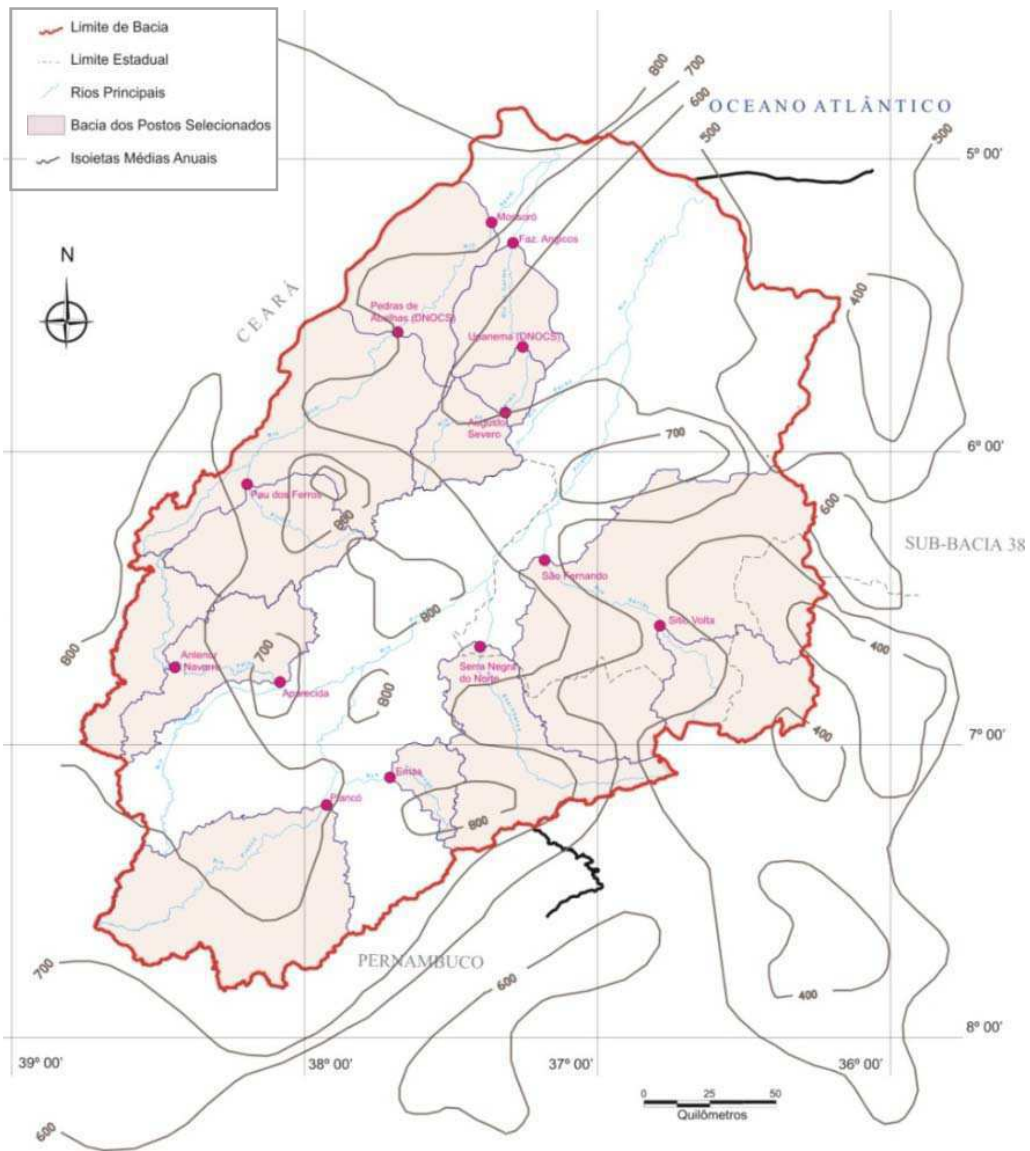 Limite de Bacia
Limite Estadual
Rios Principais
Bacia dos Postos Selecionados
Isoietas Médias Anuais
800
700
600
OCEANO ATLÂNTICO
500
500
5º 00'
N
CEARÁ
Mossoró
Faz. Angicos
400
Pedras de
Abelhas (DNOCS)
Upanema (DNOCS)
Augusto
Severo
700
6º 00'
Pau dos Ferros
800
600
SUB-BACIA 38
São Fernando
800
Sítio Volta
400
800
700
Antenor
Navarro
Serra Negra
do Norte
Aparecida
800
400
7º 00'
Emas
Piancó
800
PERNAMBUCO
700
600
400
8º 00'
39º 00'
38º 00'
37º 00'
36º 00'
0 25 50
Quilômetros
600